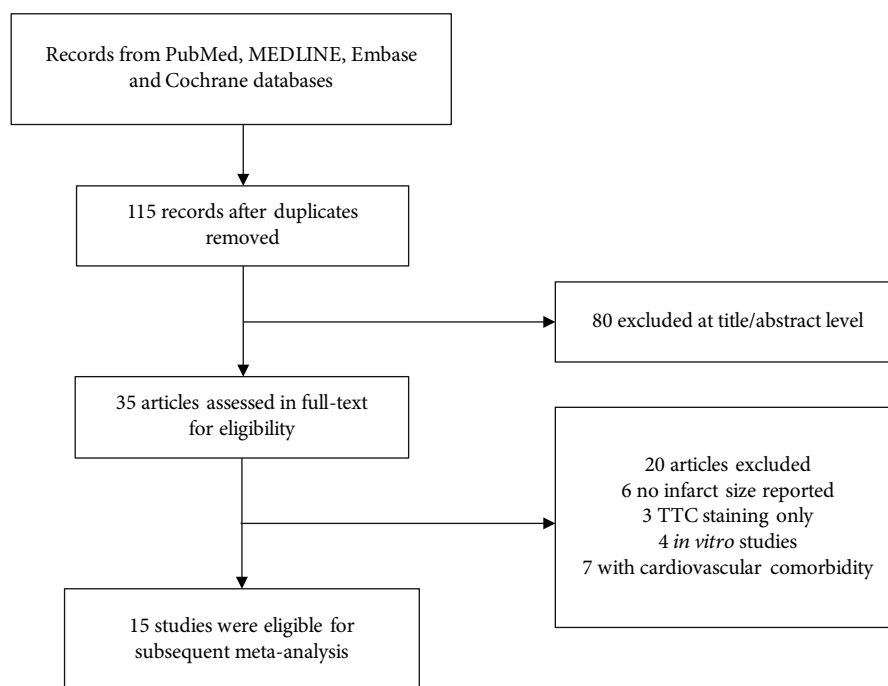 Records from PubMed, MEDLINE, Embase
and Cochrane databases
115 records after duplicates
removed
80 excluded at title/abstract level
35 articles assessed in full-text
for eligibility
20 articles excluded
6 no infarct size reported
3 TTC staining only
4 in vitro studies
7 with cardiovascular comorbidity
15 studies were eligible for
subsequent meta-analysis